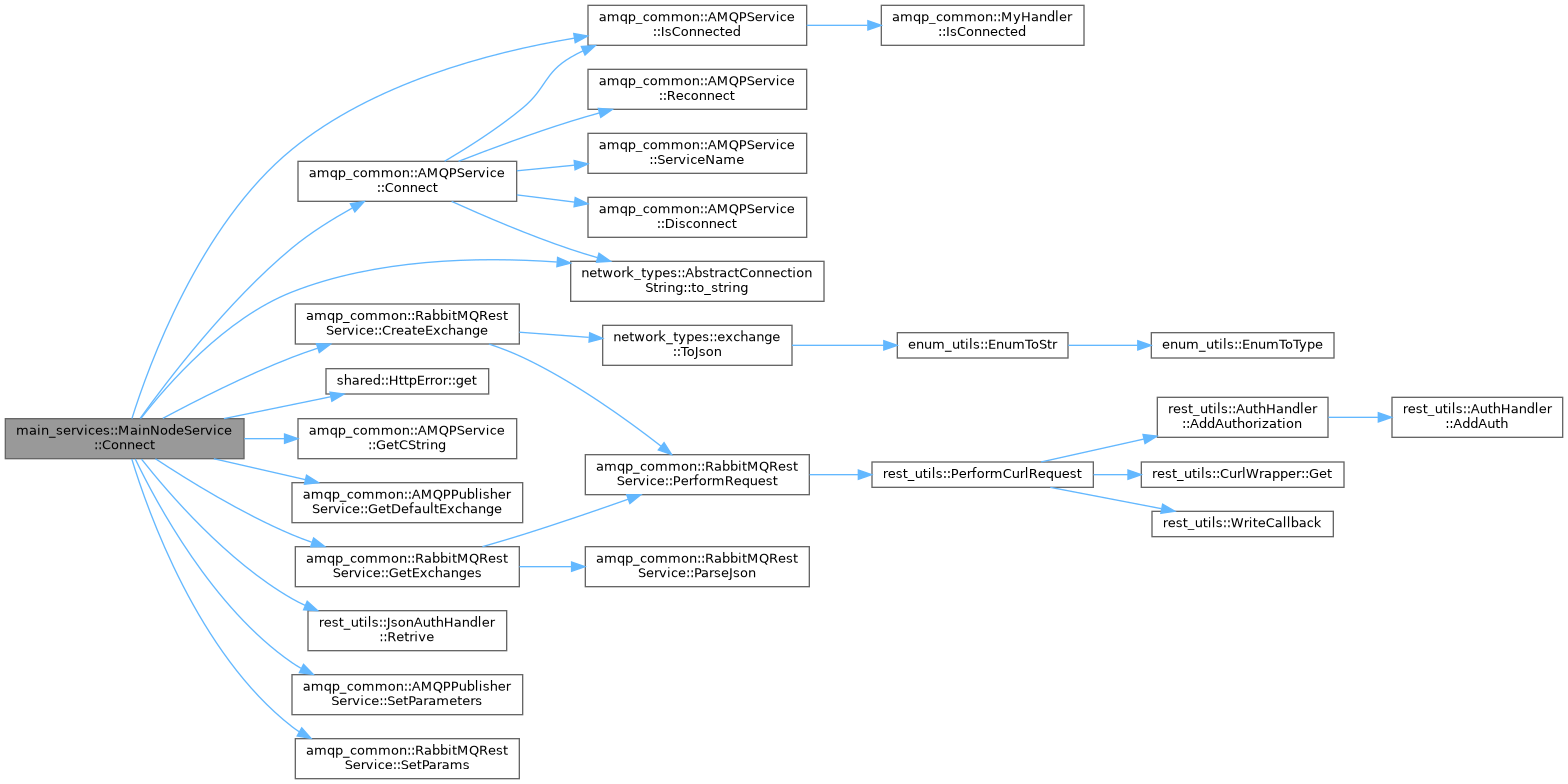 amqp_common::AMQPService
::IsConnected
amqp_common::MyHandler
::IsConnected
amqp_common::AMQPService
::Reconnect
amqp_common::AMQPService
::ServiceName
amqp_common::AMQPService
::Connect
amqp_common::AMQPService
::Disconnect
network_types::AbstractConnection
String::to_string
amqp_common::RabbitMQRest
Service::CreateExchange
network_types::exchange
::ToJson
enum_utils::EnumToStr
enum_utils::EnumToType
shared::HttpError::get
main_services::MainNodeService
::Connect
amqp_common::AMQPService
::GetCString
rest_utils::AuthHandler
::AddAuthorization
rest_utils::AuthHandler
::AddAuth
amqp_common::RabbitMQRest
Service::PerformRequest
rest_utils::PerformCurlRequest
rest_utils::CurlWrapper::Get
amqp_common::AMQPPublisher
Service::GetDefaultExchange
rest_utils::WriteCallback
amqp_common::RabbitMQRest
Service::GetExchanges
amqp_common::RabbitMQRest
Service::ParseJson
rest_utils::JsonAuthHandler
::Retrive
amqp_common::AMQPPublisher
Service::SetParameters
amqp_common::RabbitMQRest
Service::SetParams